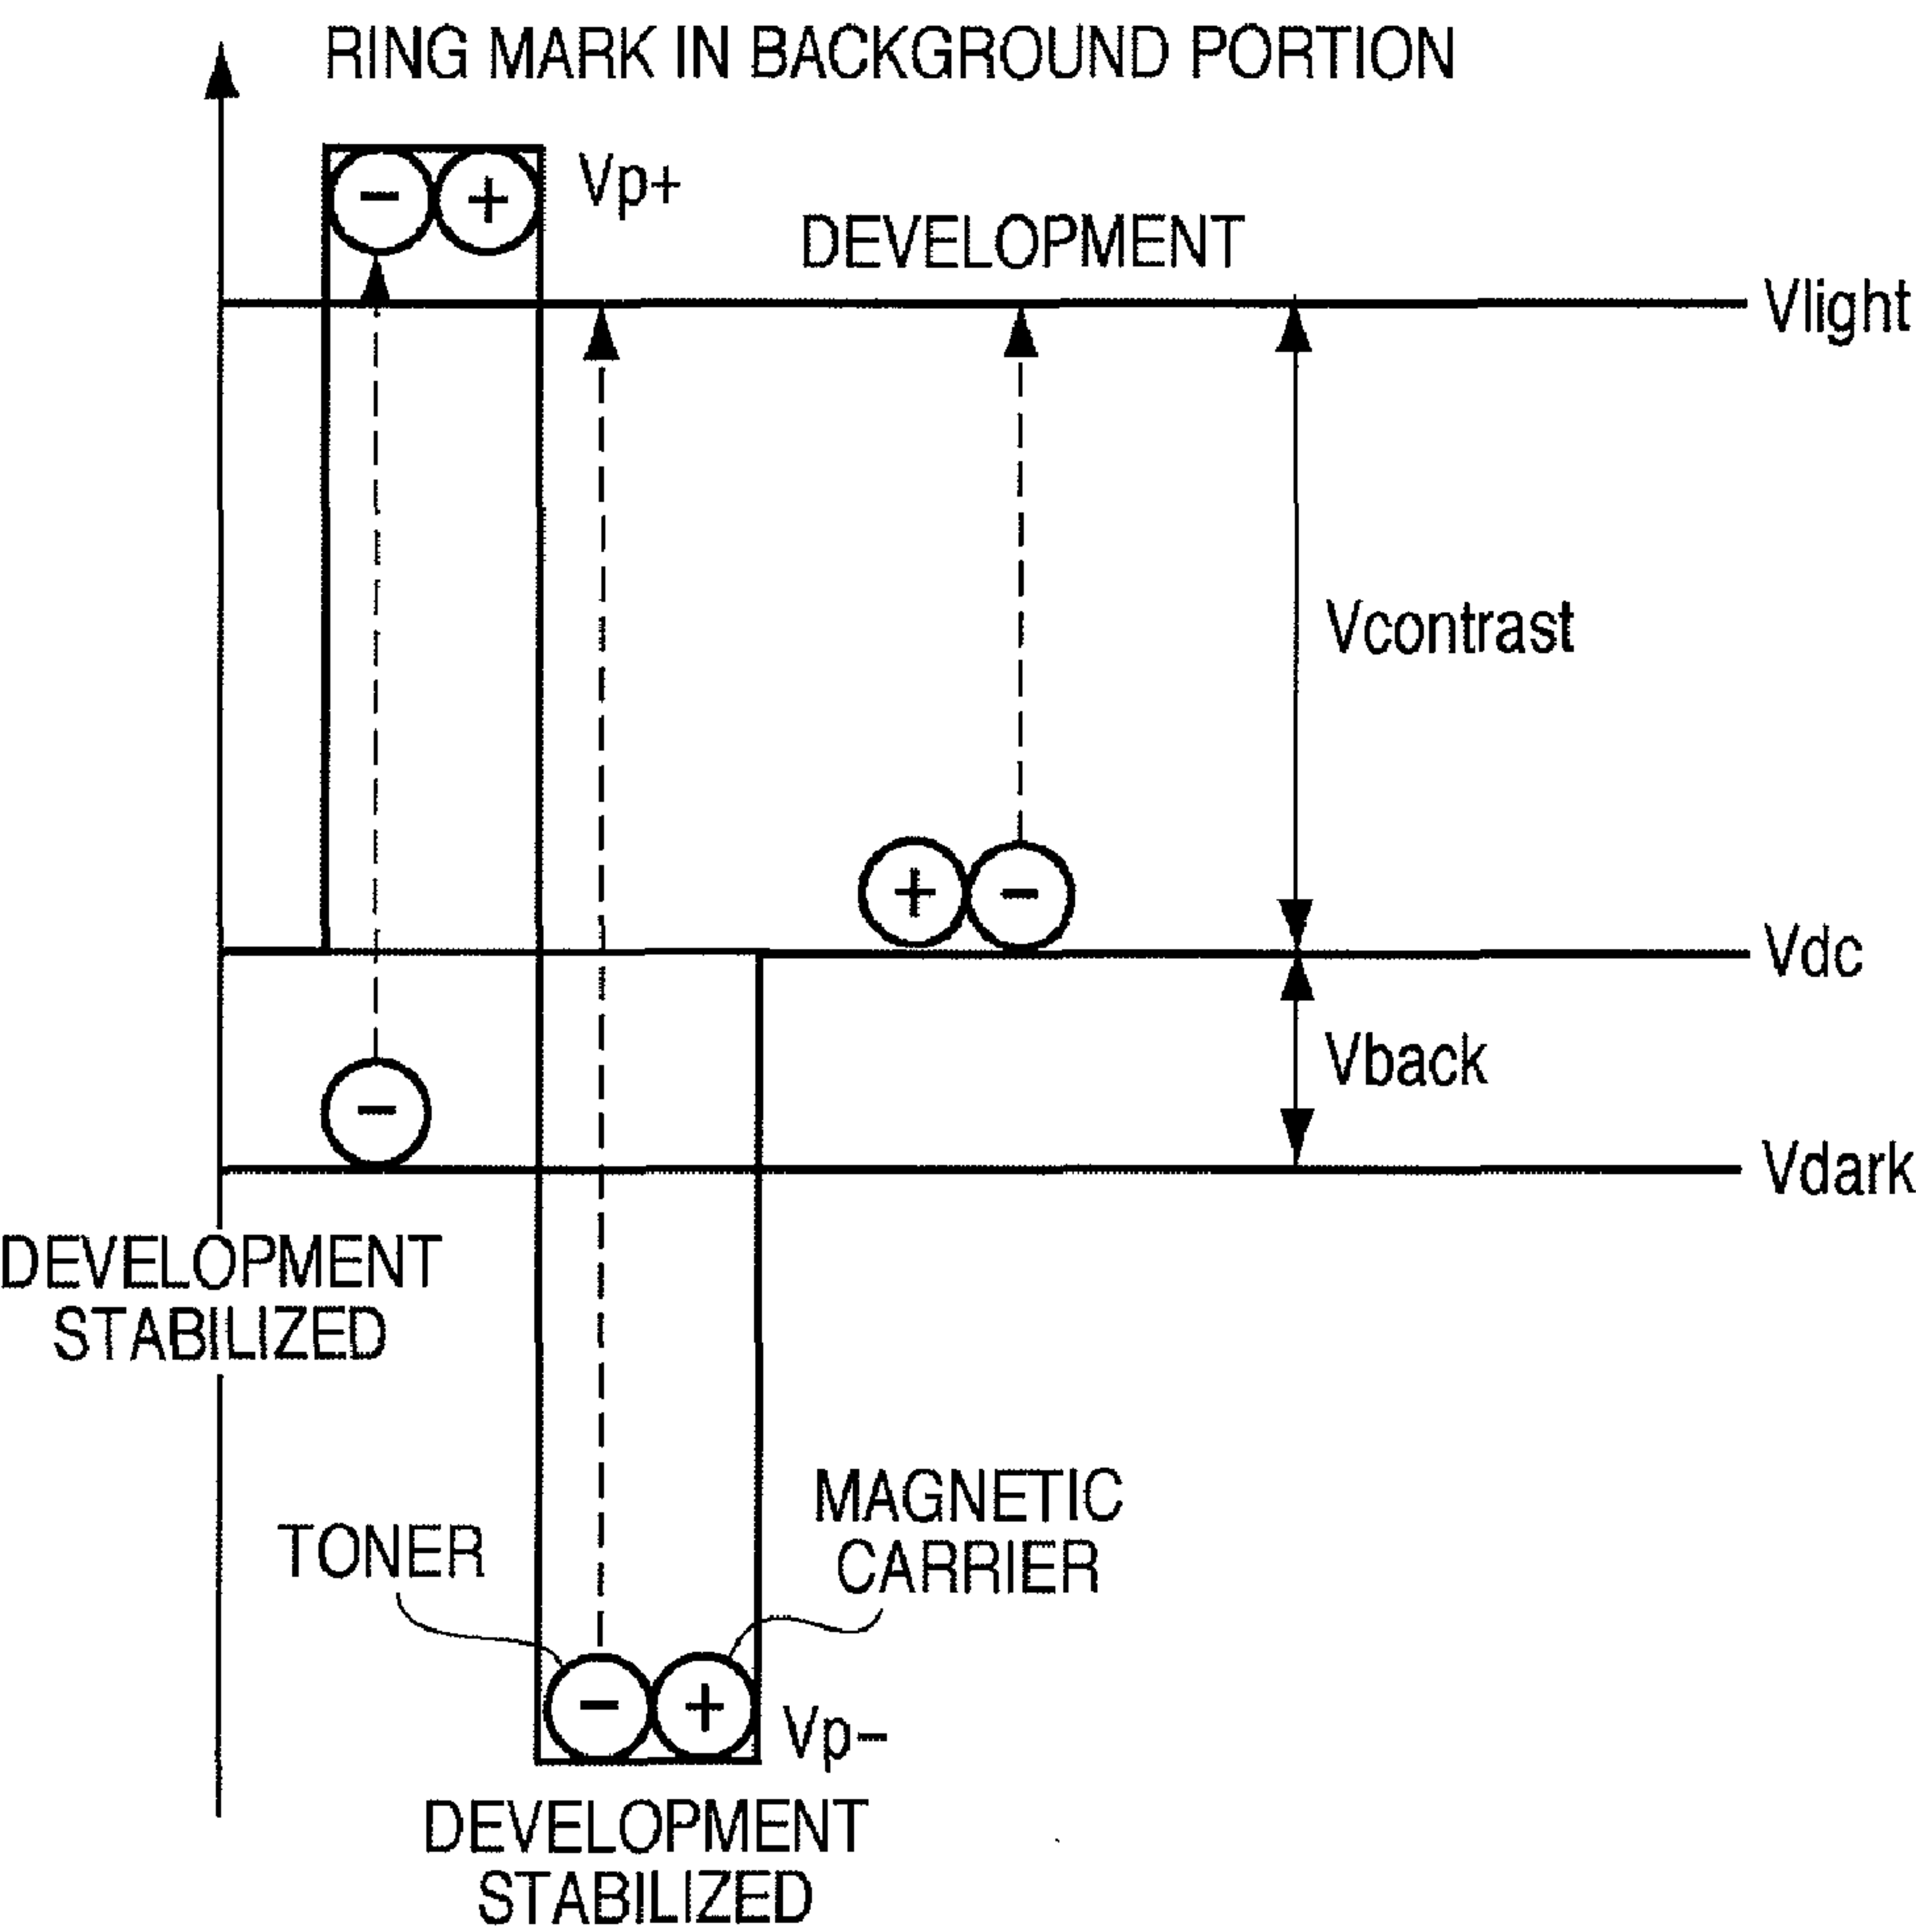 RING MARK IN BACKGROUND PORTION
−
+
Vp+
DEVELOPMENT
Vlight
Vcontrast
+
−
Vdc
Vback
−
Vdark
DEVELOPMENT
STABILIZED
MAGNETIC
CARRIER
TONER
−
+
Vp−
DEVELOPMENT
STABILIZED